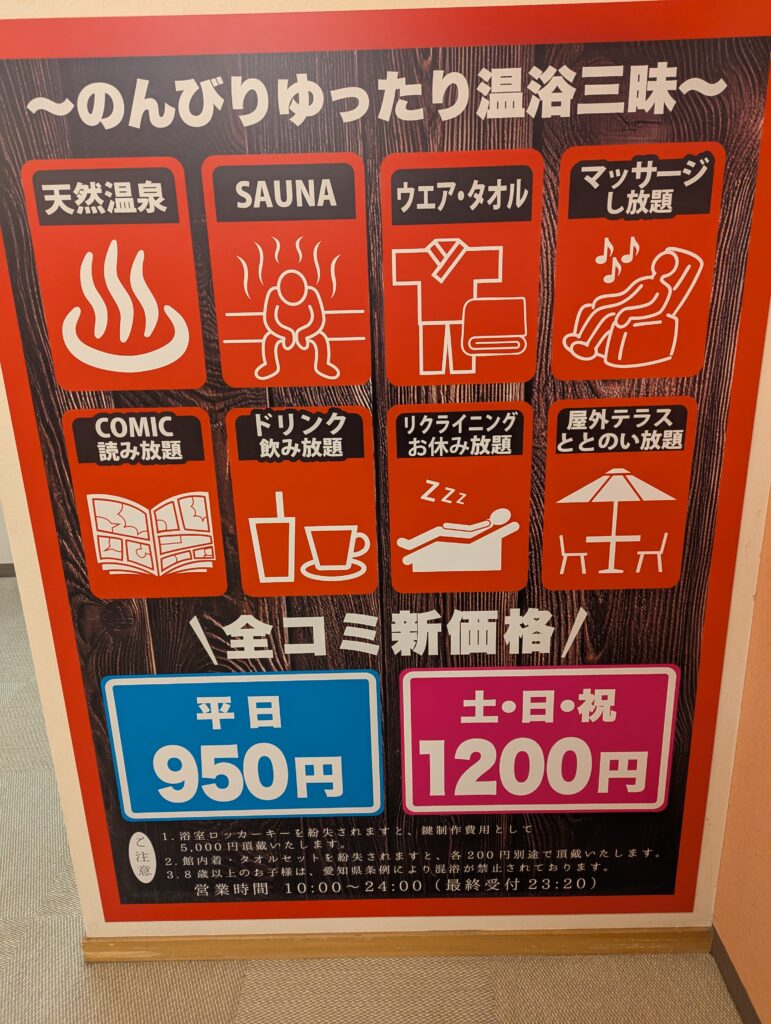 〜のんびりゆったり温浴三昧〜
天然温泉
SAUNA
ウエア・タオル
マッサージ
し放題
COMIC
読み放題
ドリンク
飲み放題
リクライニング
お休み放題
ZZZ
屋外テラス
ととのい放題
\全コミ新価格/
平日
950円
土・日・祝
1200円
ご注意
1.浴室ロッカーキーを紛失されますと、鍵制作費用として
5,000円頂戴いたします。
2.館内着・タオルセットを紛失されますと、各200円別途で頂戴いたします。
3.8歳以上のお子様は、愛知県条例により混浴が禁止されております。
営業時間 10:00〜24:00(最終受付23:20)